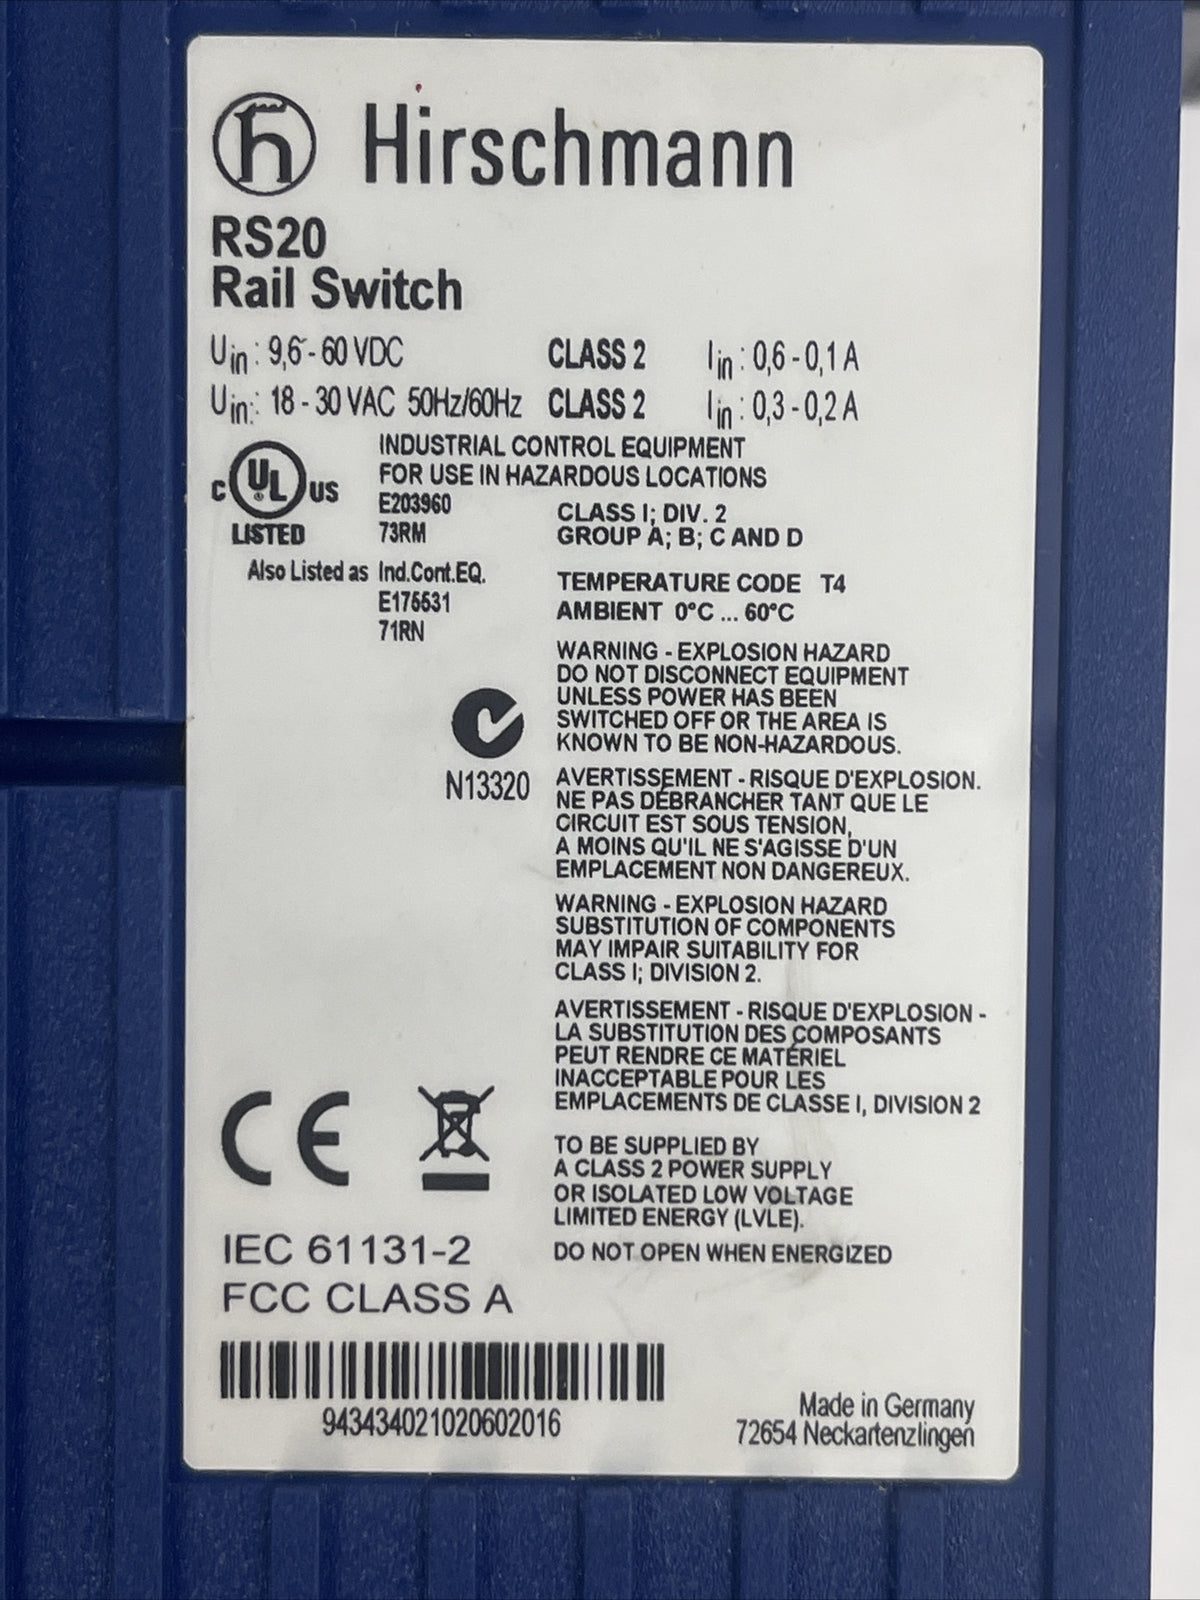 Hirschmann
RS20
Rail Switch
Uin : 9,6 - 60 VDC CLASS 2 Iin : 0,6 - 0,1 A
Uin : 18 - 30 VAC 50Hz/60Hz CLASS 2 Iin : 0,3 - 0,2 A
INDUSTRIAL CONTROL EQUIPMENT
FOR USE IN HAZARDOUS LOCATIONS
C UL ® US
LISTED
E203960
73RM
CLASS I; DIV. 2
GROUP A; B; C AND D
Also Listed as Ind.Cont.EQ.
E175531
71RN
TEMPERATURE CODE T4
AMBIENT 0°C ... 60°C
WARNING - EXPLOSION HAZARD
DO NOT DISCONNECT EQUIPMENT
UNLESS POWER HAS BEEN
SWITCHED OFF OR THE AREA IS
KNOWN TO BE NON-HAZARDOUS.
N13320
AVERTISSEMENT - RISQUE D'EXPLOSION.
NE PAS DÉBRANCHER TANT QUE LE
CIRCUIT EST SOUS TENSION,
A MOINS QU'IL NE S'AGISSE D'UN
EMPLACEMENT NON DANGEREUX.
WARNING - EXPLOSION HAZARD
SUBSTITUTION OF COMPONENTS
MAY IMPAIR SUITABILITY FOR
CLASS I; DIVISION 2.
AVERTISSEMENT - RISQUE D'EXPLOSION -
LA SUBSTITUTION DES COMPOSANTS
PEUT RENDRE CE MATÉRIEL
INACCEPTABLE POUR LES
EMPLACEMENTS DE CLASSE I, DIVISION 2
CE
TO BE SUPPLIED BY
A CLASS 2 POWER SUPPLY
OR ISOLATED LOW VOLTAGE
LIMITED ENERGY (LVLE).
DO NOT OPEN WHEN ENERGIZED
IEC 61131-2
FCC CLASS A
943434021020602016
Made in Germany
72654 Neckartenzlingen